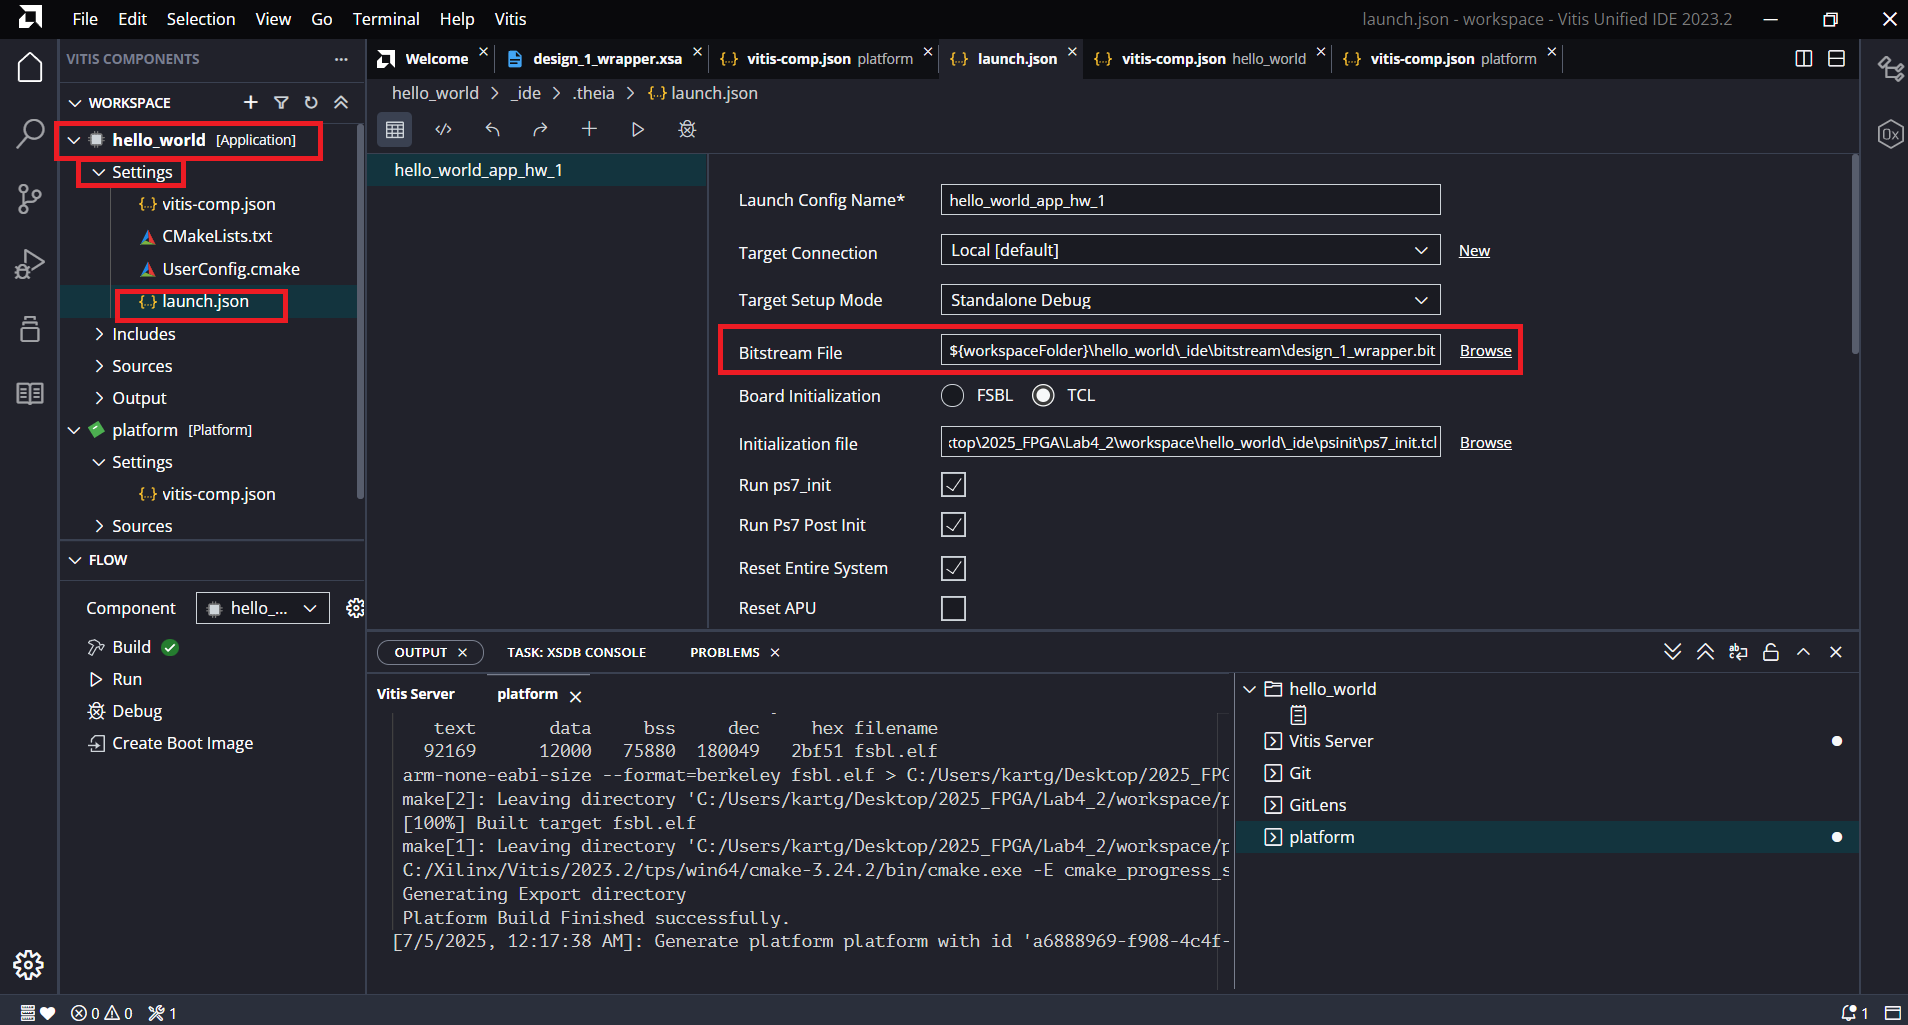 File Edit Selection View Go Terminal Help Vitis
launch.json - workspace - Vitis Unified IDE 2023.2
VITIS COMPONENTS
WORKSPACE
hello_world [Application]
Settings
vitis-comp.json
CMakeLists.txt
UserConfig.cmake
launch.json
Includes
Sources
Output
platform [Platform]
Settings
vitis-comp.json
Sources
FLOW
Component hello_...
Build
Run
Debug
Create Boot Image
Welcome design_1_wrapper.xsa vitis-comp.json platform launch.json vitis-comp.json hello_world vitis-comp.json platform
hello_world > _ide > .theia > {..} launch.json
hello_world_app_hw_1
Launch Config Name* hello_world_app_hw_1
Target Connection Local [default] New
Target Setup Mode Standalone Debug
Bitstream File ${workspaceFolder}\hello_world\_ide\bitstream\design_1_wrapper.bit Browse
Board Initialization FSBL TCL
Initialization file ktop\2025_FPGA\Lab4_2\workspace\hello_world\_ide\psinit\ps7_init.tcl Browse
Run ps7_init
Run Ps7 Post Init
Reset Entire System
Reset APU
OUTPUT TASK: XSDB CONSOLE PROBLEMS
Vitis Server platform
text data bss dec hex filename
92169 12000 75880 180049 2bf51 fsbl.elf
arm-none-eabi-size --format=berkeley fsbl.elf > C:/Users/kartg/Desktop/2025_FPG
make[2]: Leaving directory 'C:/Users/kartg/Desktop/2025_FPGA/Lab4_2/workspace/p
[100%] Built target fsbl.elf
make[1]: Leaving directory 'C:/Users/kartg/Desktop/2025_FPGA/Lab4_2/workspace/p
C:/Xilinx/Vitis/2023.2/tps/win64/cmake-3.24.2/bin/cmake.exe -E cmake_progress_s
Generating Export directory
Platform Build Finished successfully.
[7/5/2025, 12:17:38 AM]: Generate platform platform with id 'a6888969-f908-4c4f-
hello_world
Vitis Server
Git
GitLens
platform
0 0 1
1